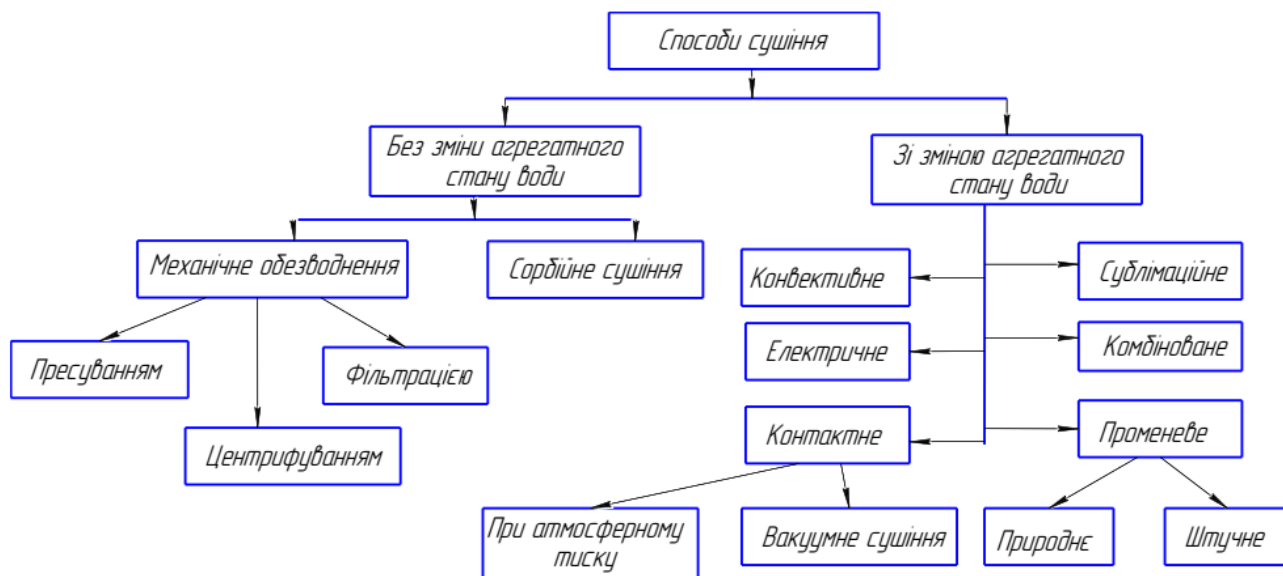 Способи сушіння
Без зміни агрегатного
стану води
Зі зміною агрегатного
стану води
Механічне обезводнення
Сорбійне сушіння
Конвективне
Сублімаційне
Пресуванням
Фільтрацією
Електричне
Комбіноване
Центрифуванням
Контактне
Променеве
При атмосферному
тиску
Вакуумне сушіння
Природнє
Штучне